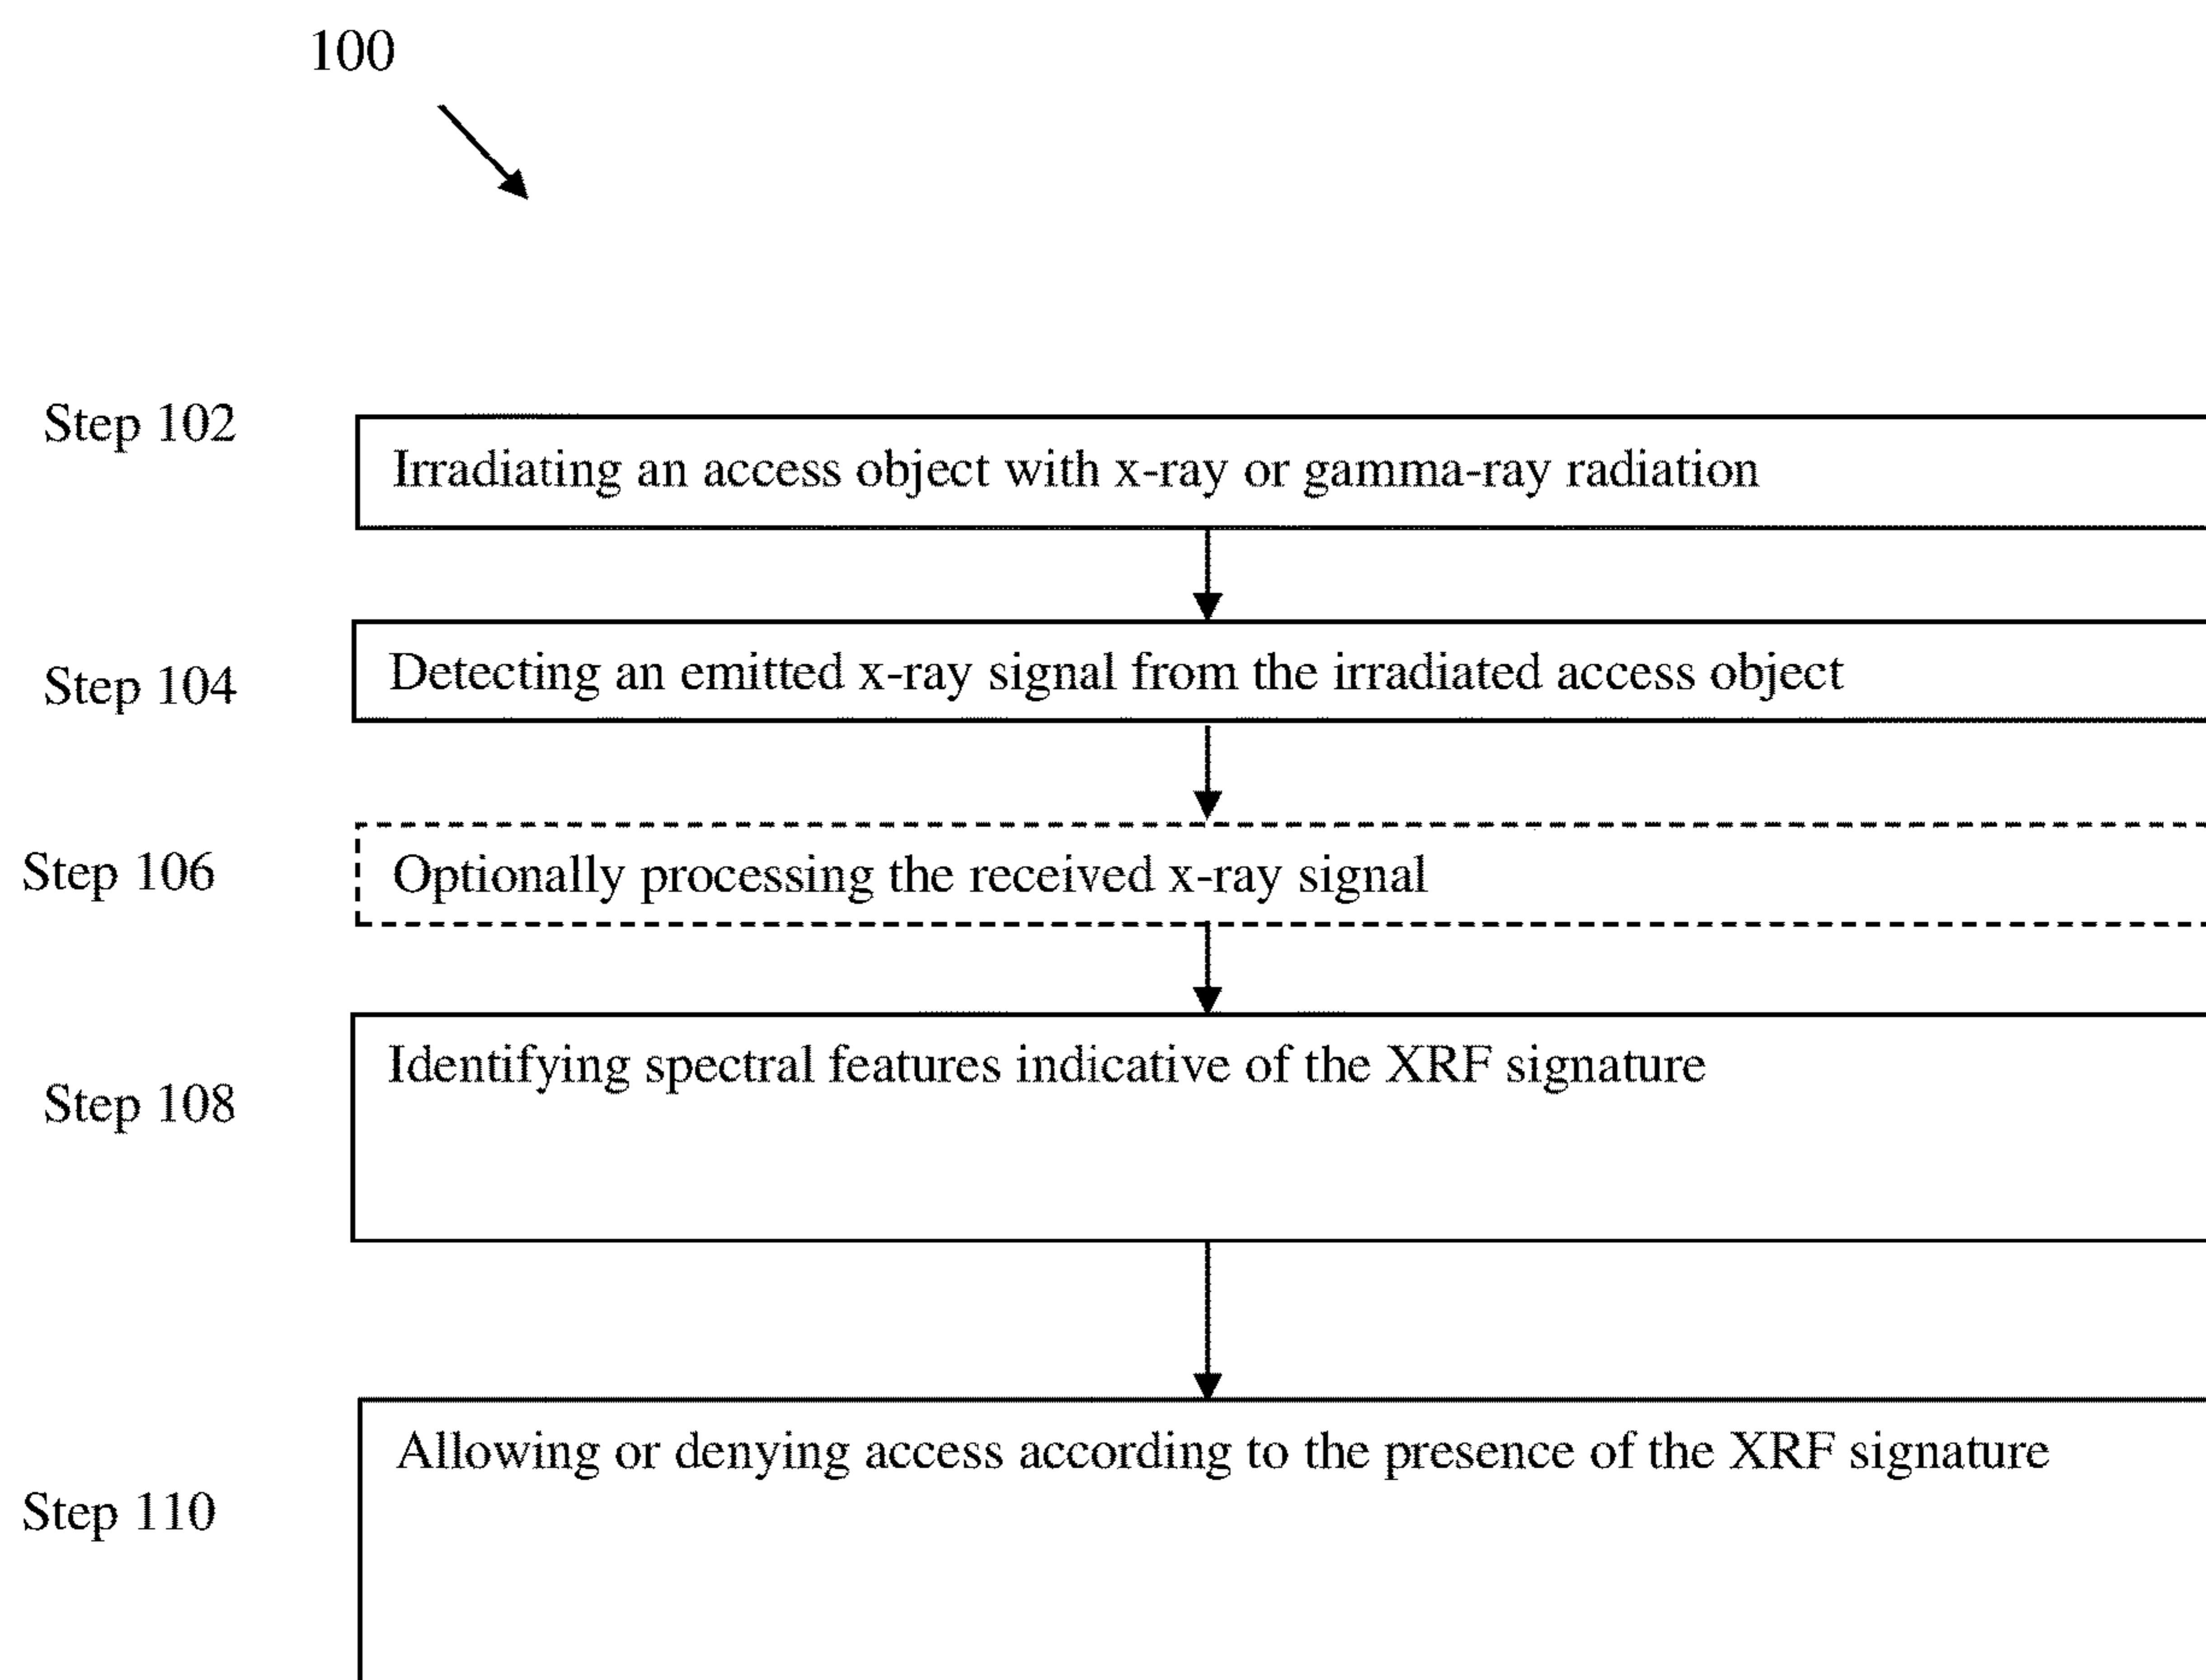 100
Step 102
Irradiating an access object with x-ray or gamma-ray radiation
Step 104
Detecting an emitted x-ray signal from the irradiated access object
Step 106
Optionally processing the received x-ray signal
Step 108
Identifying spectral features indicative of the XRF signature
Step 110
Allowing or denying access according to the presence of the XRF signature